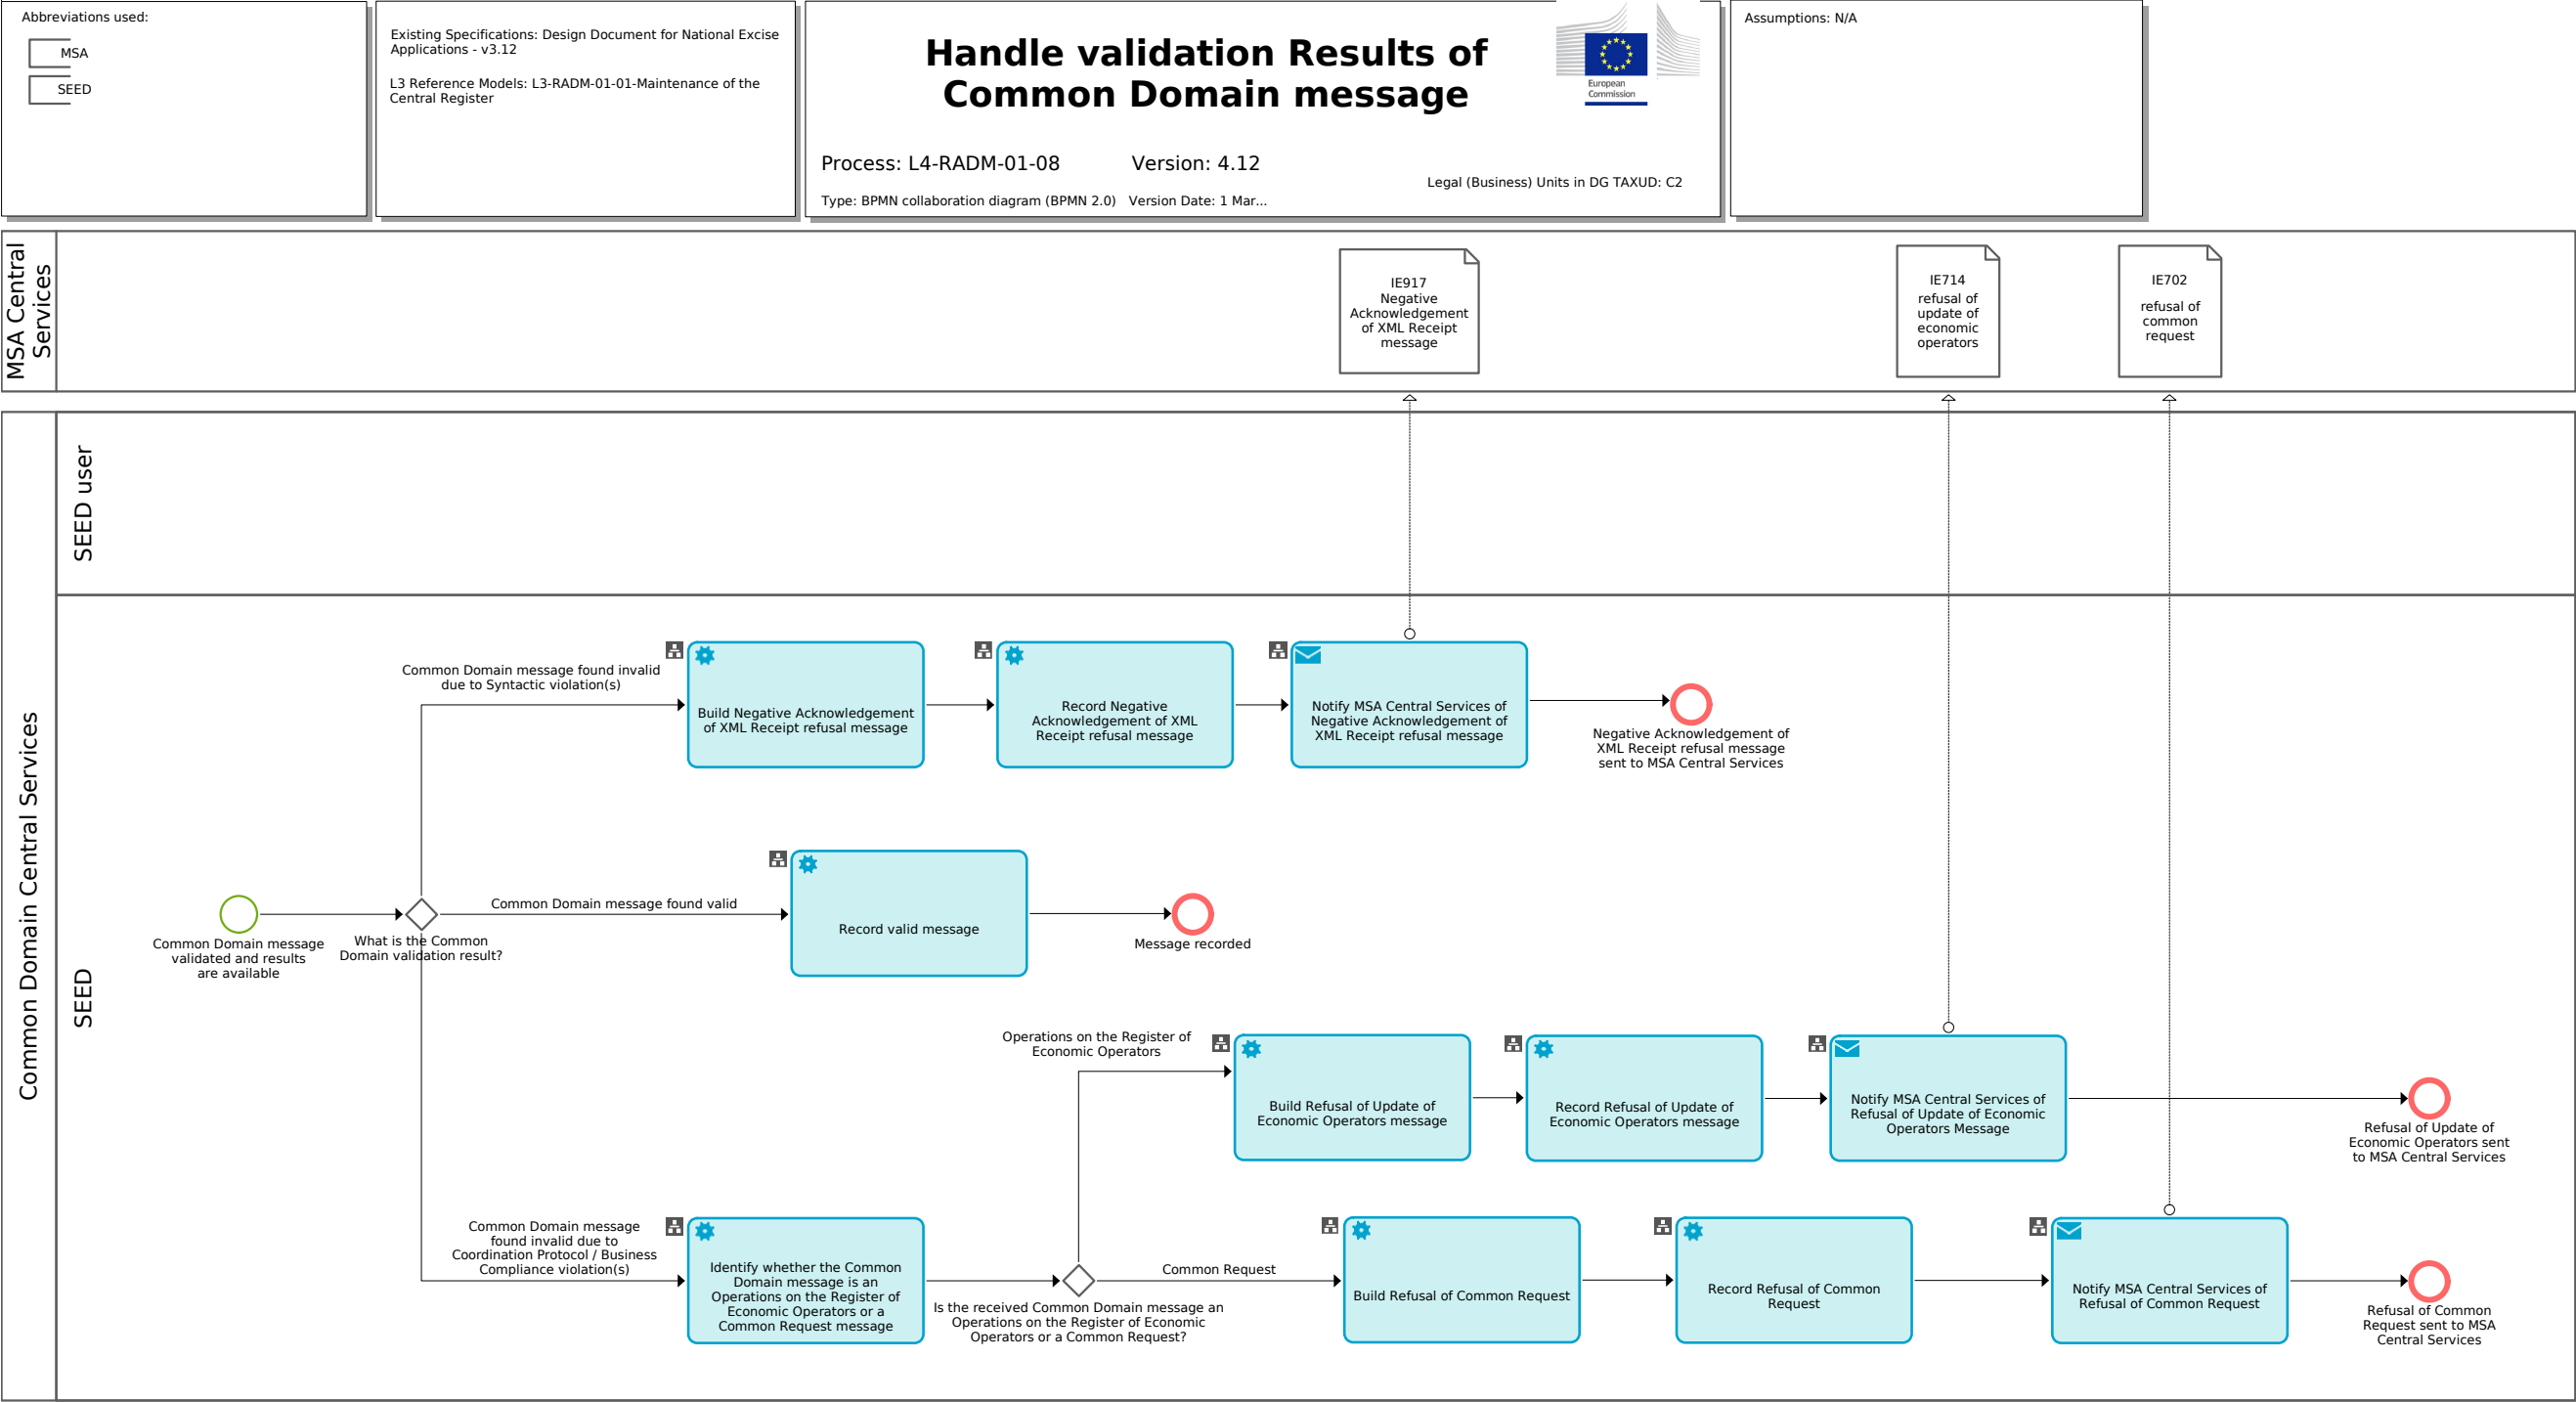 Abbreviations used:
MSA
SEED
Existing Specifications: Design Document for National Excise
Applications - v3.12
L3 Reference Models: L3-RADM-01-01-Maintenance of the
Central Register
Handle validation Results of
Common Domain message
European
Commission
Process: L4-RADM-01-08
Version: 4.12
Legal (Business) Units in DG TAXUD: C2
Type: BPMN collaboration diagram (BPMN 2.0)
Version Date: 1 Mar...
Assumptions: N/A
MSA Central
Services
IE917
Negative
Acknowledgement
of XML Receipt
message
IE714
refusal of
update of
economic
operators
IE702
refusal of
common
request
Common Domain Central Services
SEED user
SEED
Common Domain message found invalid
due to Syntactic violation(s)
Build Negative Acknowledgement
of XML Receipt refusal message
Record Negative
Acknowledgement of XML
Receipt refusal message
Notify MSA Central Services of
Negative Acknowledgement of
XML Receipt refusal message
Negative Acknowledgement of
XML Receipt refusal message
sent to MSA Central Services
Common Domain message
validated and results
are available
What is the Common
Domain validation result?
Common Domain message found valid
Record valid message
Message recorded
Operations on the Register of
Economic Operators
Build Refusal of Update of
Economic Operators message
Record Refusal of Update of
Economic Operators message
Notify MSA Central Services of
Refusal of Update of Economic
Operators Message
Refusal of Update of
Economic Operators sent
to MSA Central Services
Common Domain message
found invalid due to
Coordination Protocol / Business
Compliance violation(s)
Identify whether the Common
Domain message is an
Operations on the Register of
Economic Operators or a
Common Request message
Is the received Common Domain message an
Operations on the Register of Economic
Operators or a Common Request?
Common Request
Build Refusal of Common Request
Record Refusal of Common
Request
Notify MSA Central Services of
Refusal of Common Request
Refusal of Common
Request sent to MSA
Central Services